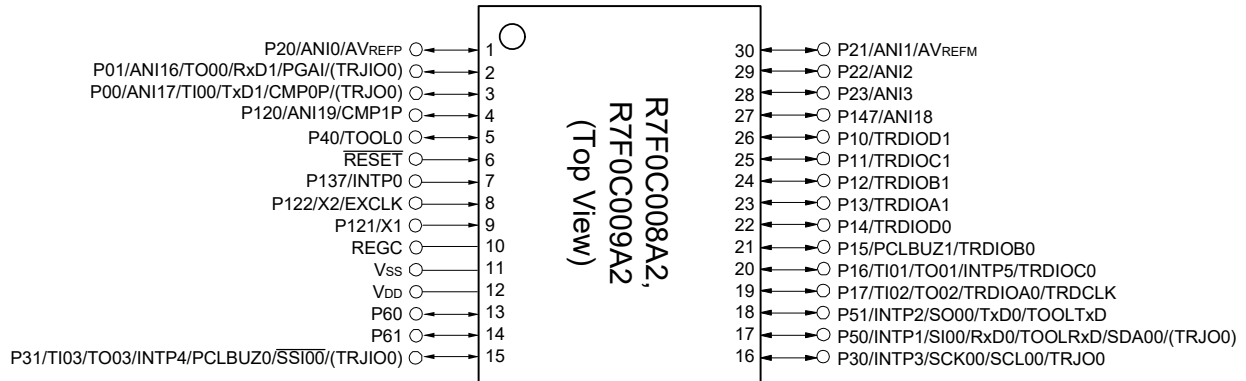 P20/ANI0/AVREFP 1
P01/ANI16/TO00/RxD1/PGAI/(TRJIO0) 2
P00/ANI17/TI00/TxD1/CMP0P/(TRJO0) 3
P120/ANI19/CMP1P 4
P40/TOOL0 5
RESET 6
P137/INTP0 7
P122/X2/EXCLK 8
P121/X1 9
REGC 10
VSS 11
VDD 12
P60 13
P61 14
P31/TI03/TO03/INTP4/PCLBUZ0/SSI00/(TRJIO0) 15
R7F0C008A2,
R7F0C009A2
(Top View)
30 P21/ANI1/AVREFM
29 P22/ANI2
28 P23/ANI3
27 P147/ANI18
26 P10/TRDIOD1
25 P11/TRDIOC1
24 P12/TRDIOB1
23 P13/TRDIOA1
22 P14/TRDIOD0
21 P15/PCLBUZ1/TRDIOB0
20 P16/TI01/TO01/INTP5/TRDIOC0
19 P17/TI02/TO02/TRDIOA0/TRDCLK
18 P51/INTP2/SO00/TxD0/TOOLTxD
17 P50/INTP1/SI00/RxD0/TOOLRxD/SDA00/(TRJO0)
16 P30/INTP3/SCK00/SCL00/TRJO0